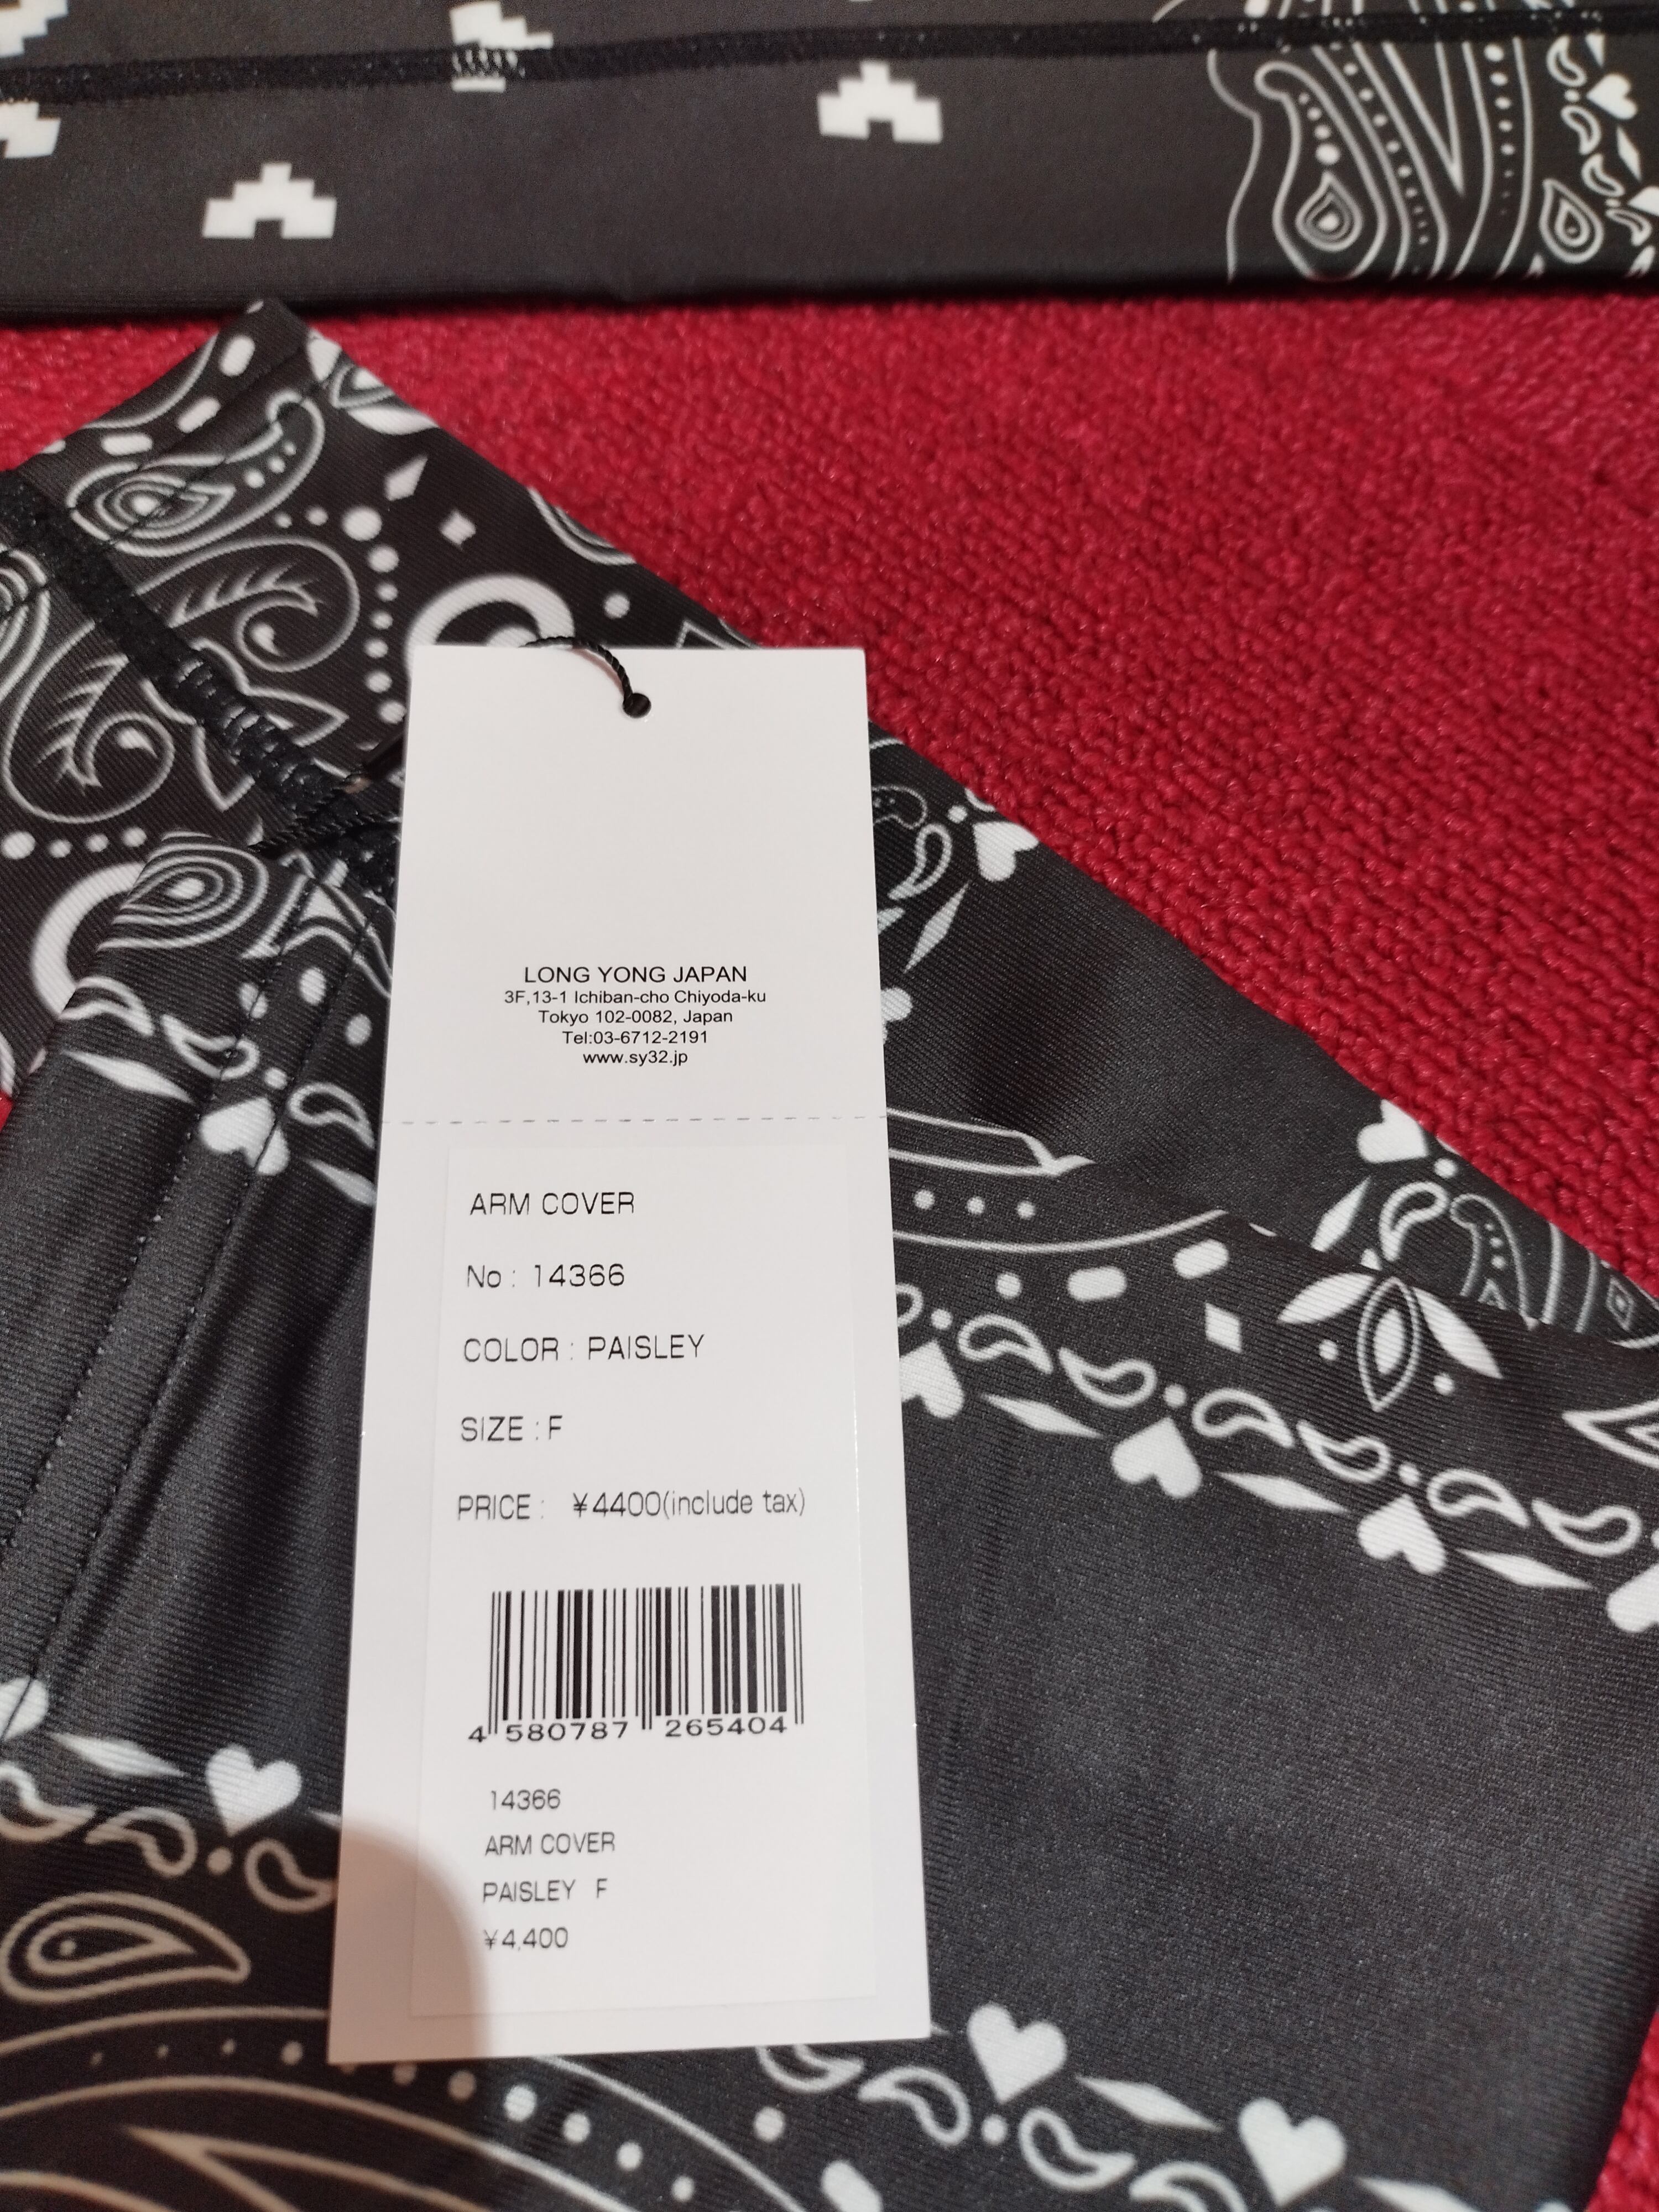 LONG YONG JAPAN
3F,13-1 Ichiban-cho Chiyoda-ku
Tokyo 102-0082, Japan
Tel:03-6712-2191
www.sy32.jp
ARM COVER
No : 14366
COLOR : PAISLEY
SIZE : F
PRICE : ¥4400(include tax)
4 580787 265404
14366
ARM COVER
PAISLEY F
¥4,400